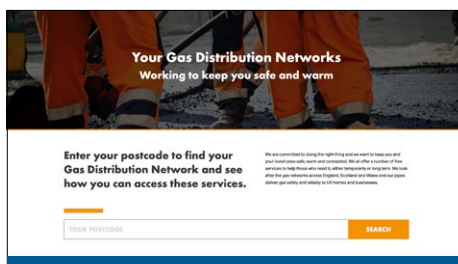 Your Gas Distribution Networks
Working to keep you safe and warm
Enter your postcode to find your
Gas Distribution Network and see
how you can access these services.
We are committed to doing the right thing and we want to keep you and
your loved ones safe, warm and connected. We all offer a number of free
services to help those who need it, either temporarily or long term. We look
after the gas networks across England, Scotland and Wales and our pipes
deliver gas safely and reliably to UK homes and businesses.
YOUR POSTCODE
SEARCH